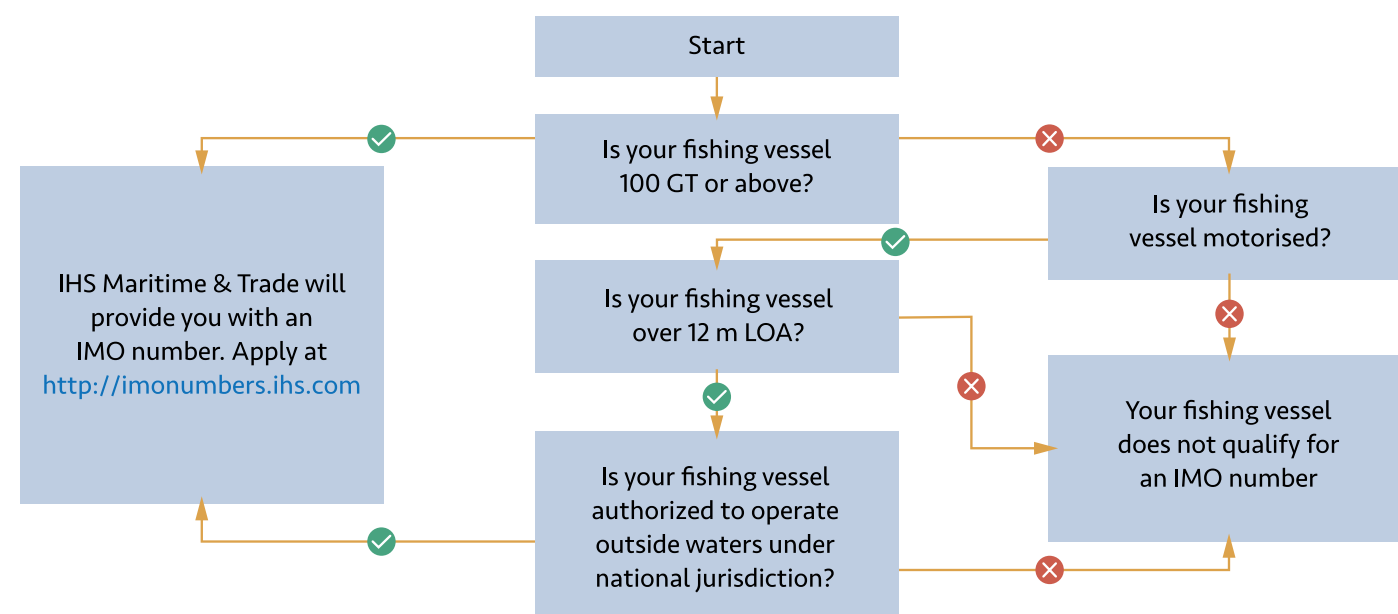 Start
Is your fishing vessel
100 GT or above?
Is your fishing
vessel motorised?
IHS Maritime & Trade will
provide you with an
IMO number. Apply at
http://imonumbers.ihs.com
Is your fishing vessel
over 12 m LOA?
Your fishing vessel
does not qualify for
an IMO number
Is your fishing vessel
authorized to operate
outside waters under
national jurisdiction?